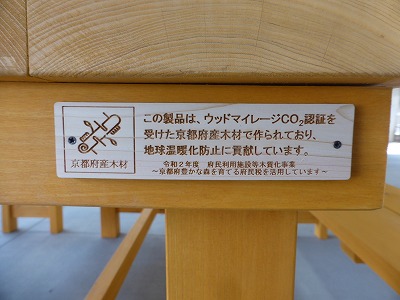 この製品は、ウッドマイレージCO₂認証を
受けた京都府産木材で作られており、
地球温暖化防止に貢献しています。
京都府産木材
令和2年度 府民利用施設等木質化事業
～京都府豊かな森を育てる府民税を活用しています～